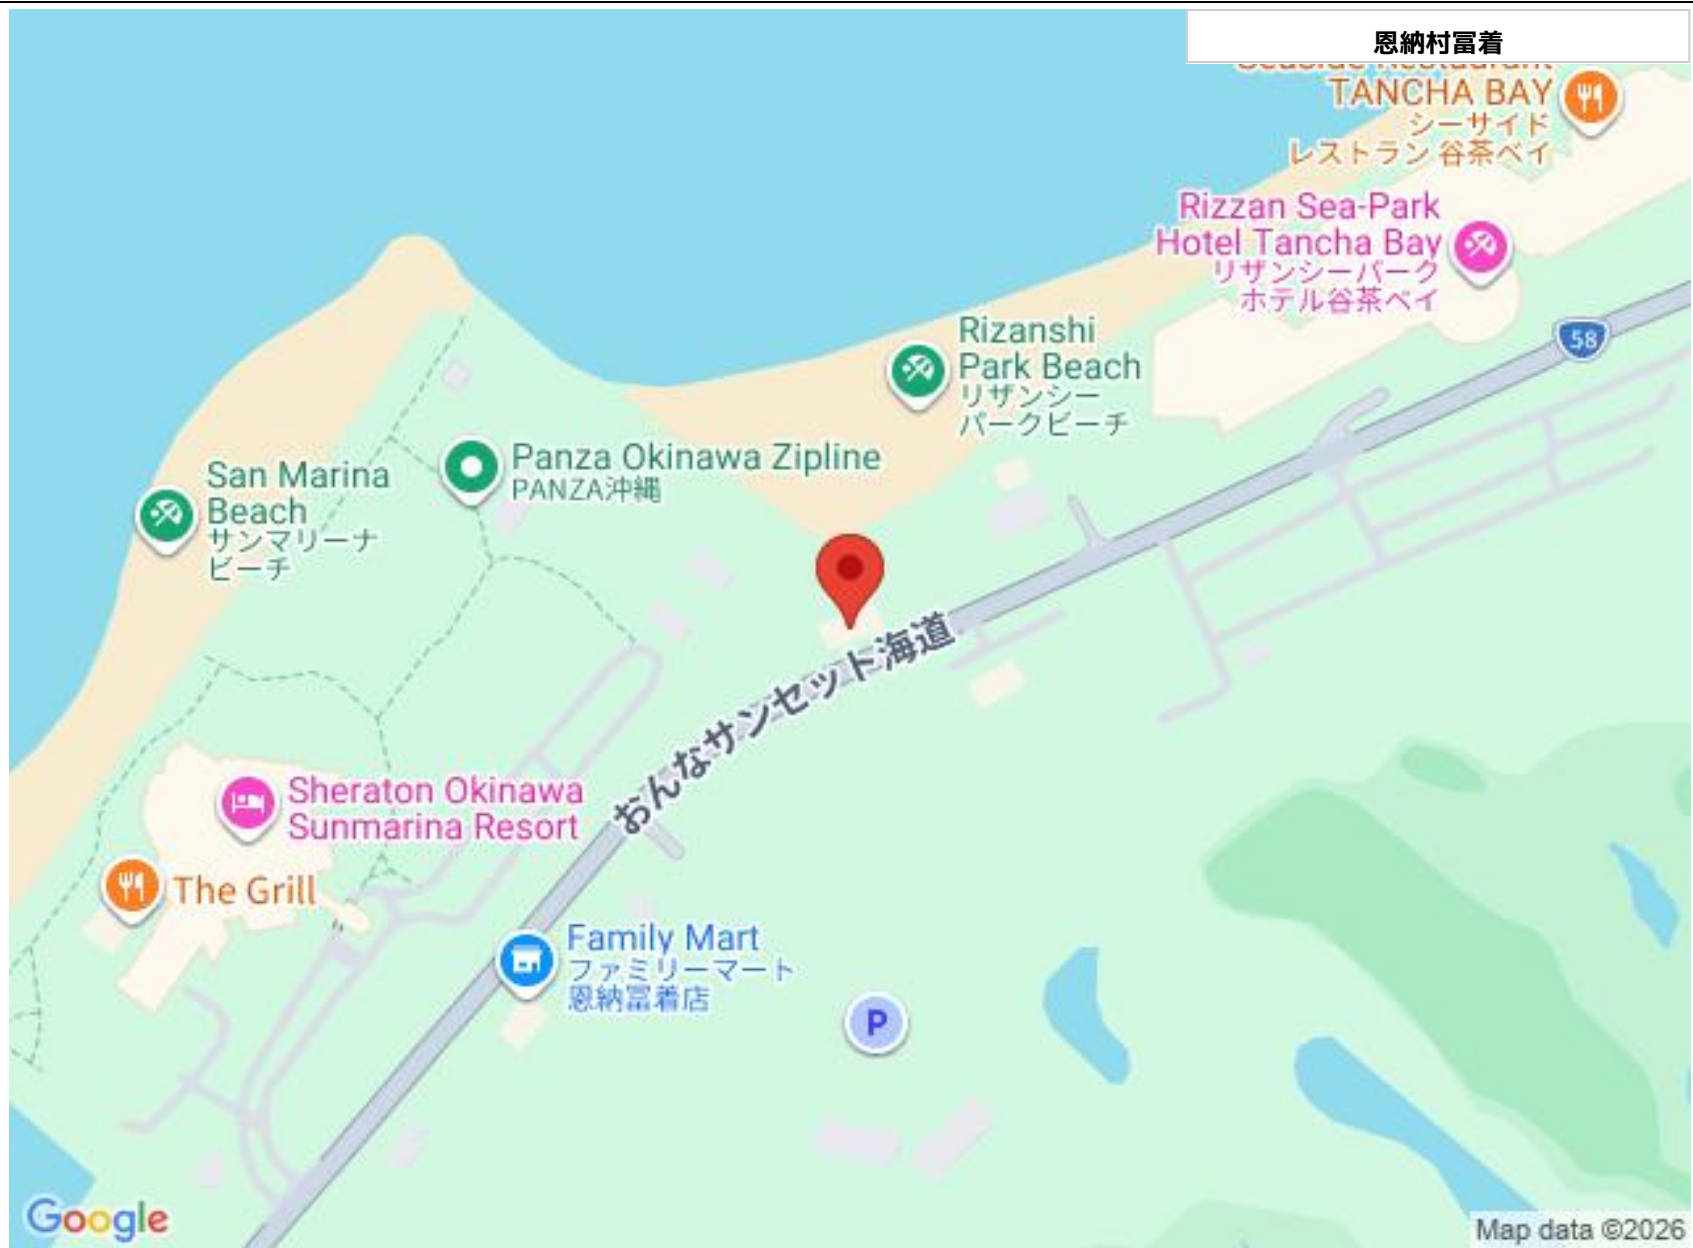 恩納村冨着
Seaside Restaurant
TANCHA BAY
シーサイド
レストラン 谷茶ベイ
Rizzan Sea-Park
Hotel Tancha Bay
リザンシーパーク
ホテル谷茶ベイ
58
Rizanshi
Park Beach
リザンシー
パークビーチ
Panza Okinawa Zipline
PANZA沖縄
San Marina
Beach
サンマリーナ
ビーチ
おんなサンセット海道
Sheraton Okinawa
Sunmarina Resort
The Grill
Family Mart
ファミリーマート
恩納冨着店
P
Google
Map data ©2026